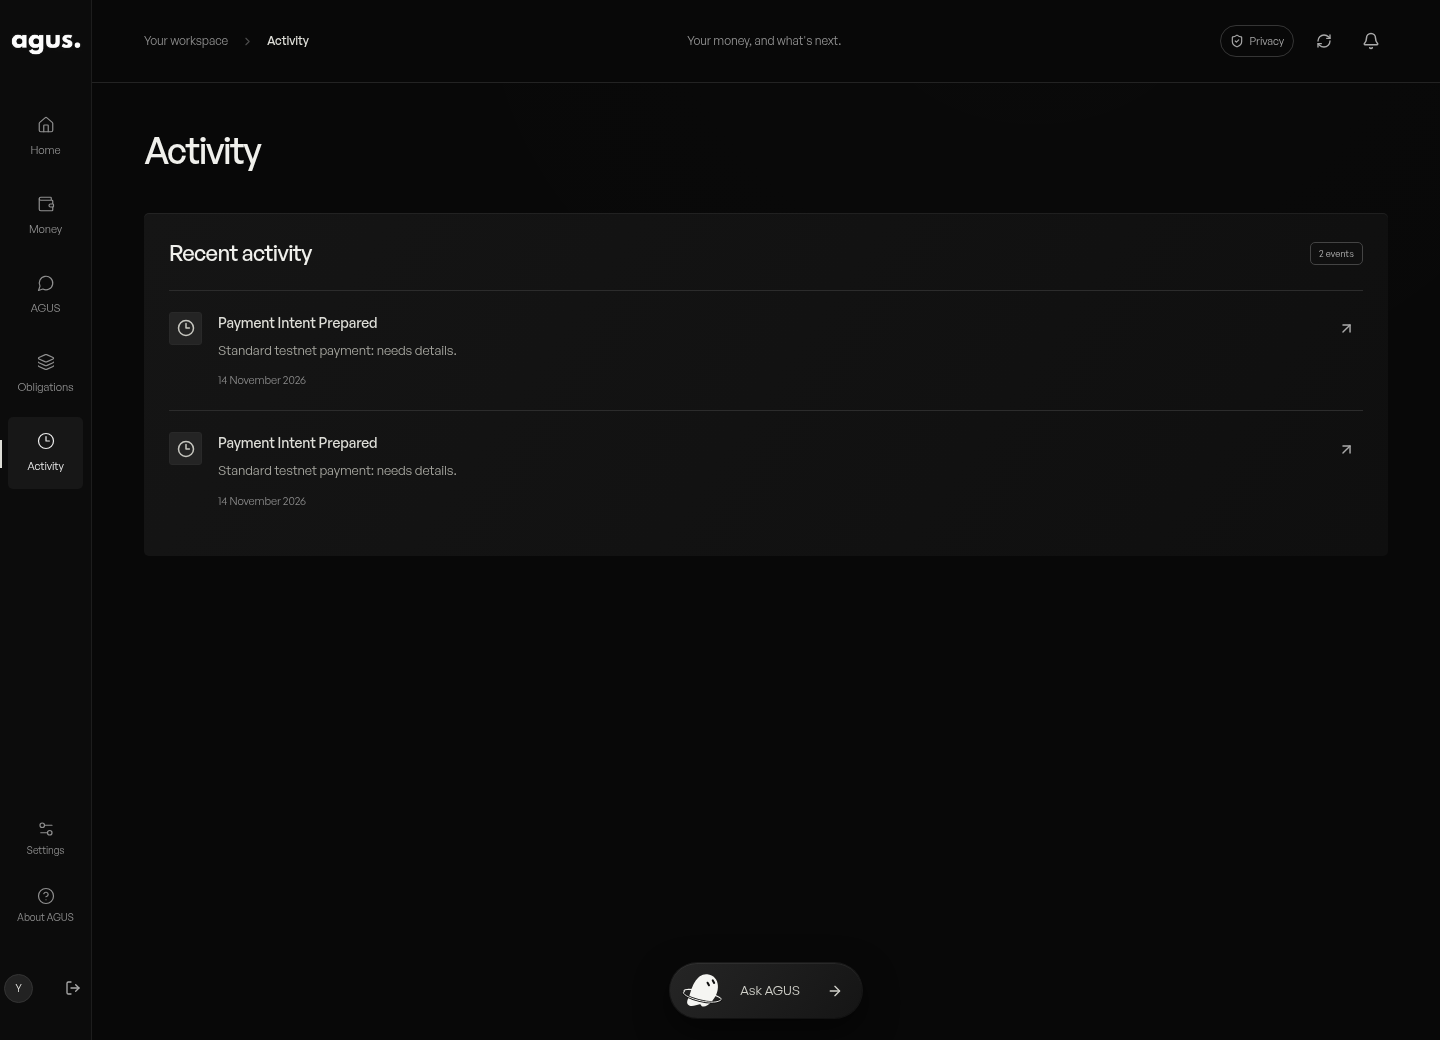 agus.
Your workspace
Activity
Your money, and what's next.
Privacy
Home
Money
AGUS
Obligations
Activity
Settings
About AGUS
Y
Activity
Recent activity
2 events
Payment Intent Prepared
Standard testnet payment: needs details.
14 November 2026
Payment Intent Prepared
Standard testnet payment: needs details.
14 November 2026
Ask AGUS